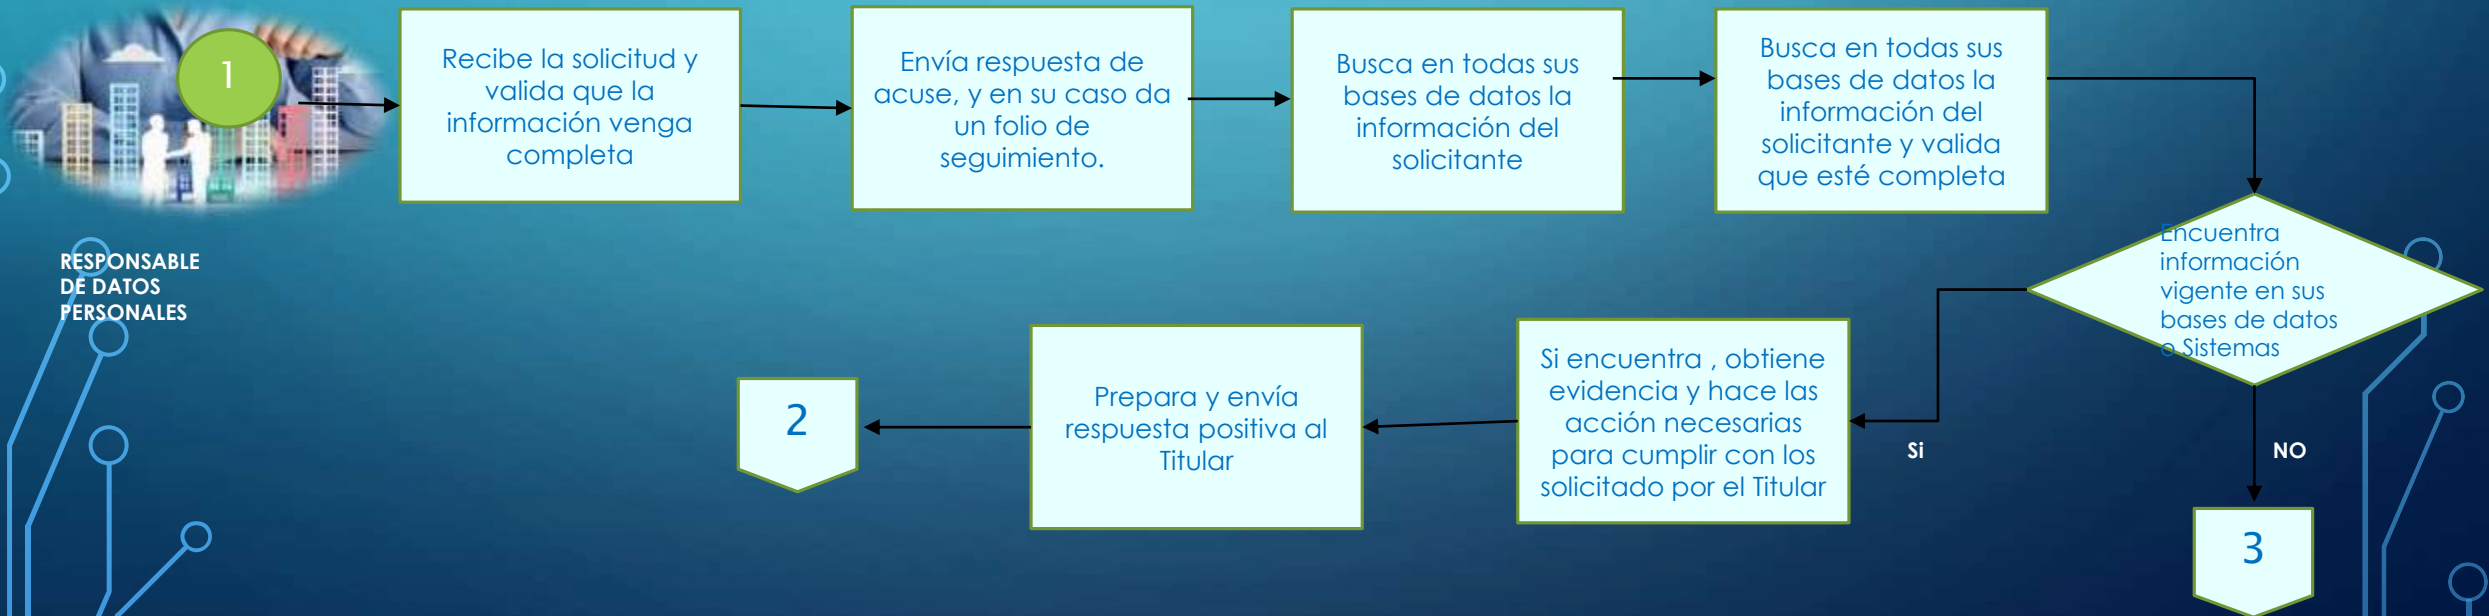 1
Recibe la solicitud y
valida que la
información venga
completa
Envía respuesta de
acuse, y en su caso da
un folio de
seguimiento.
Busca en todas sus
bases de datos la
información del
solicitante
Busca en todas sus
bases de datos la
información del
solicitante y valida
que esté completa
RESPONSABLE
DE DATOS
PERSONALES
Encuentra
información
vigente en sus
bases de datos
o Sistemas
Si encuentra , obtiene
evidencia y hace las
acción necesarias
para cumplir con los
solicitado por el Titular
Prepara y envía
respuesta positiva al
Titular
2
Si
NO
3